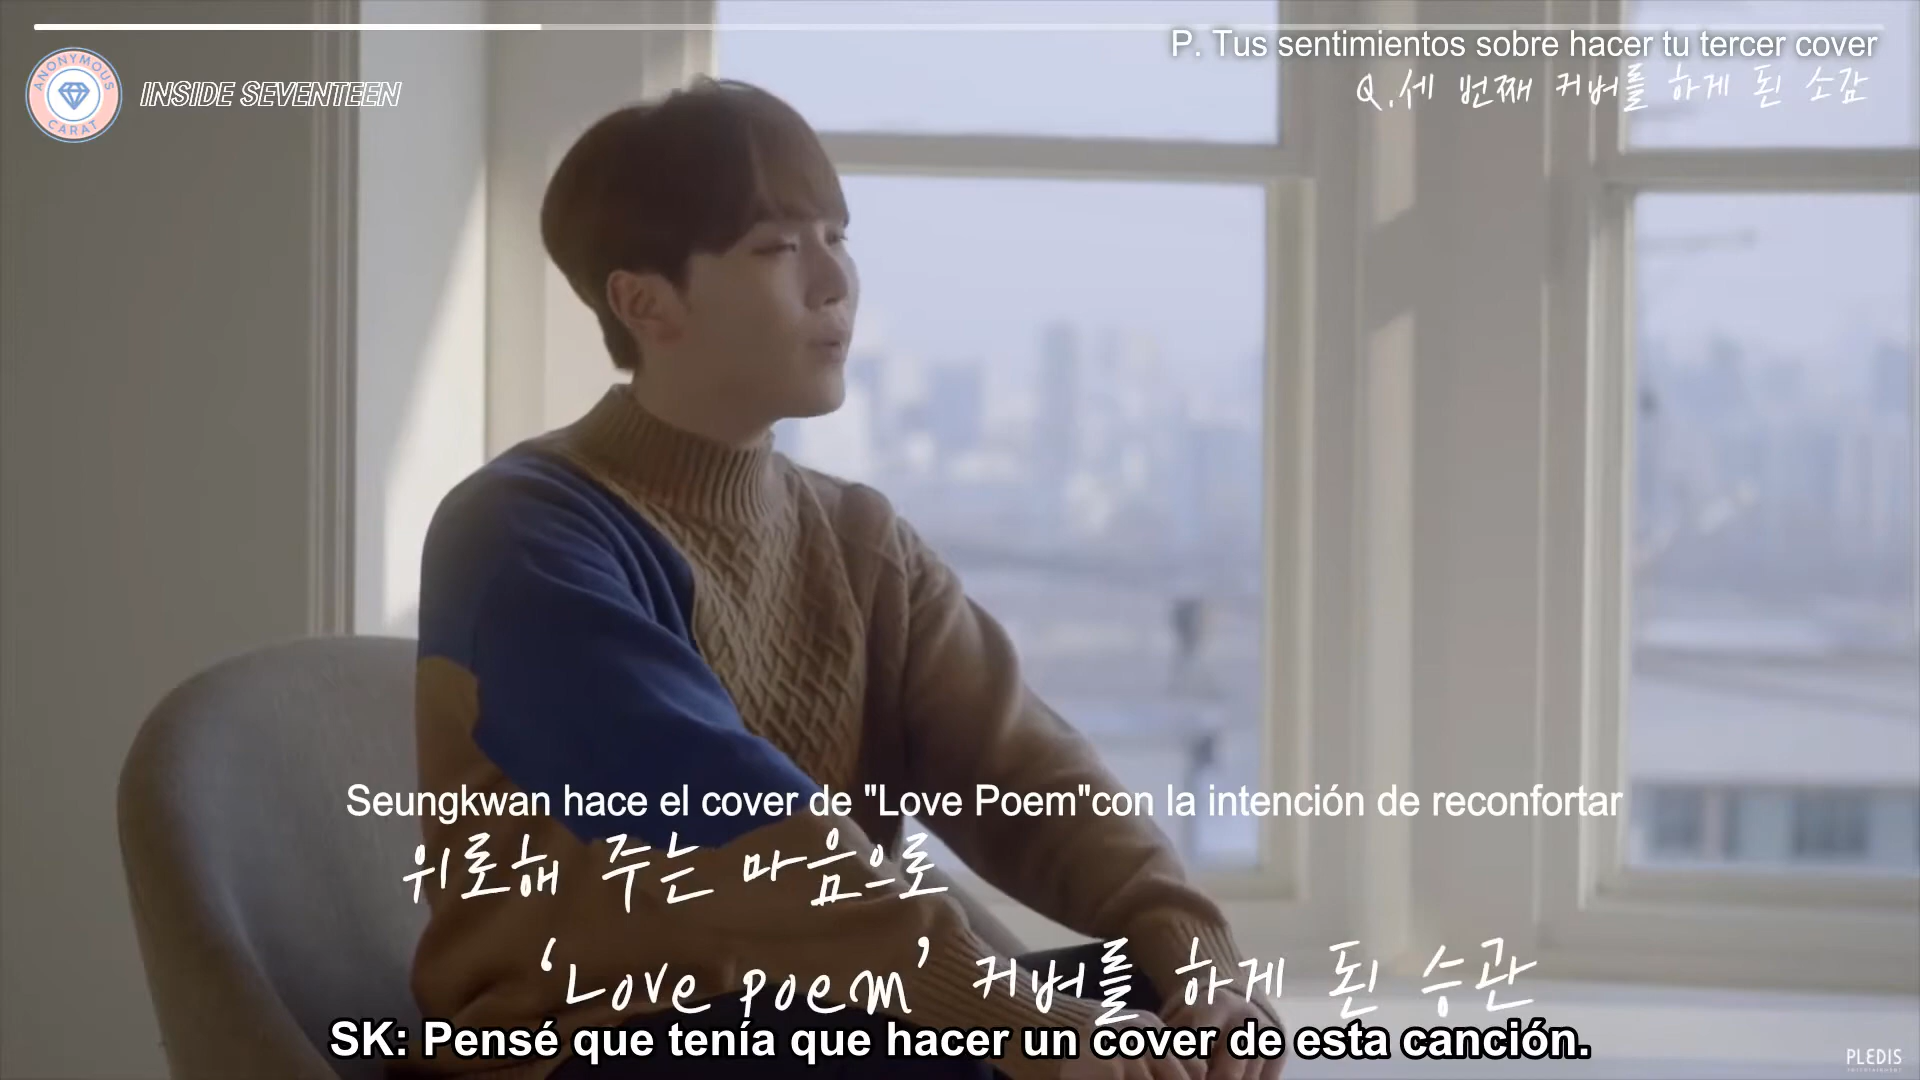 P. Tus sentimientos sobre hacer tu tercer cover
Q.세 번째 커버를 하게 된 소감
ANONYMOUS
CARAT
INSIDE SEVENTEEN
Seungkwan hace el cover de "Love Poem"con la intención de reconfortar
위로해 주는 마음으로
'Love poem' 커버를 하게 된 승관
SK: Pensé que tenía que hacer un cover de esta canción.
PLEDIS
ENTERTAINMENT